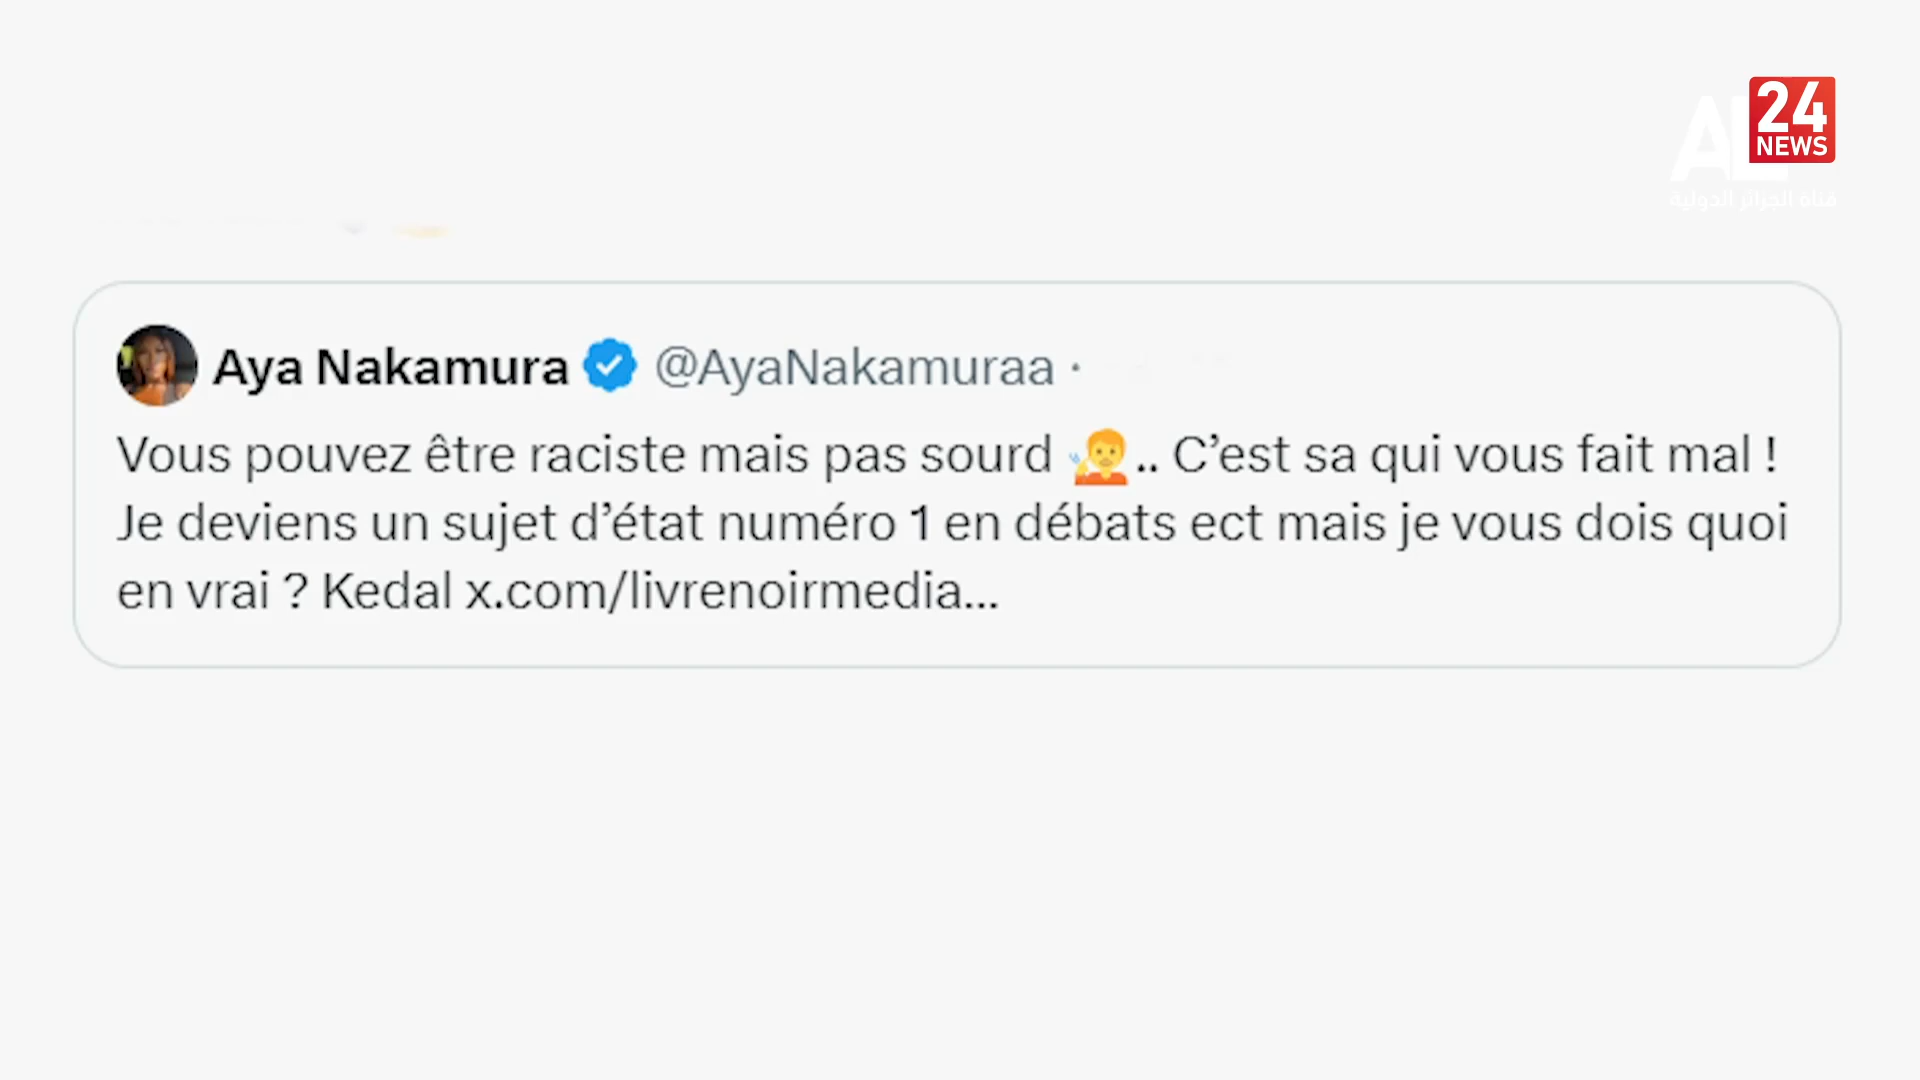 AL 24
NEWS
قناة الجزائر الدولية
Aya Nakamura @AyaNakamuraa ·
Vous pouvez être raciste mais pas sourd 🧏‍♂️.. C’est sa qui vous fait mal !
Je deviens un sujet d’état numéro 1 en débats ect mais je vous dois quoi
en vrai ? Kedal x.com/livrenoirmedia...